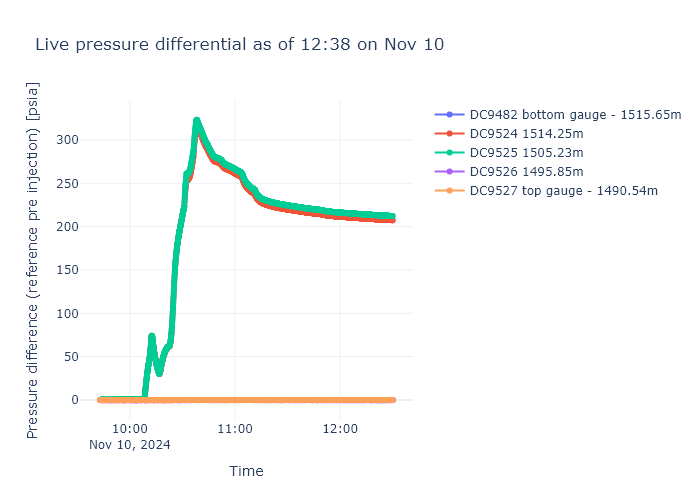 Live pressure differential as of 12:38 on Nov 10
Pressure difference (reference pre injection) [psia]
300
250
200
150
100
50
0
10:00
Nov 10, 2024
11:00
12:00
Time
DC9482 bottom gauge - 1515.65m
DC9524 1514.25m
DC9525 1505.23m
DC9526 1495.85m
DC9527 top gauge - 1490.54m